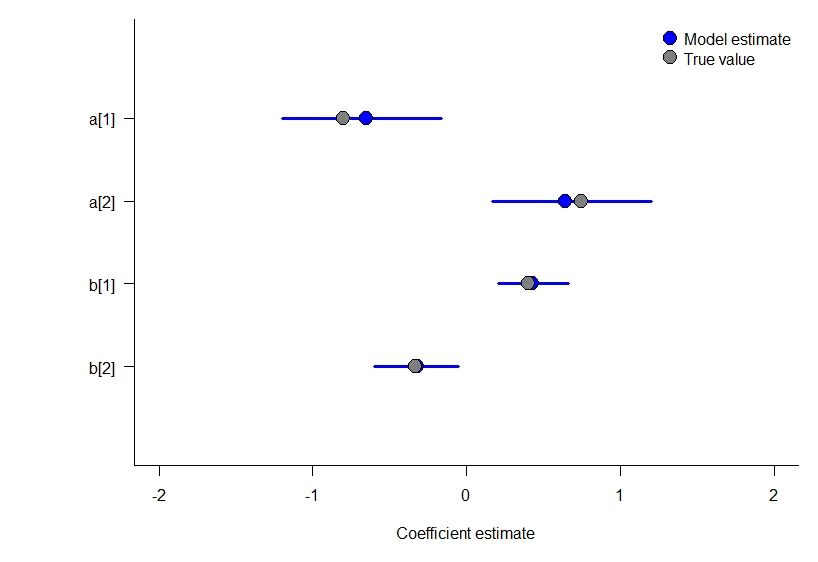 Model estimate
True value
a[1]
a[2]
b[1]
b[2]
-2 -1 0 1 2
Coefficient estimate